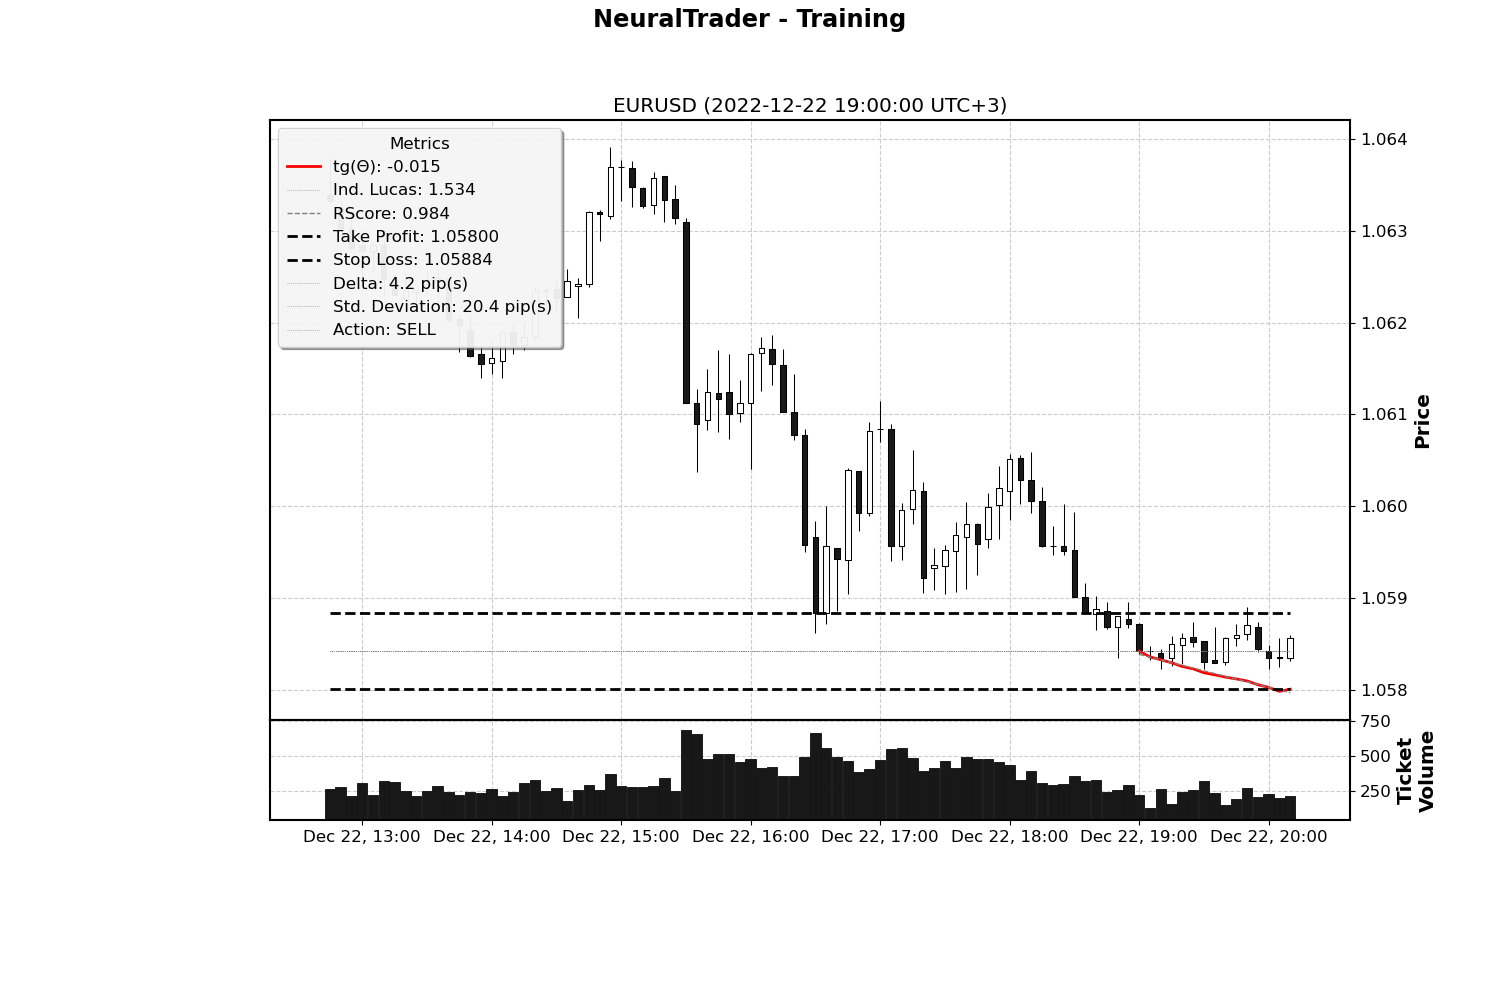 NeuralTrader - Training
EURUSD (2022-12-22 19:00:00 UTC+3)
Metrics
tg(Θ): -0.015
Ind. Lucas: 1.534
RScore: 0.984
Take Profit: 1.05800
Stop Loss: 1.05884
Delta: 4.2 pip(s)
Std. Deviation: 20.4 pip(s)
Action: SELL
1.064
1.063
1.062
1.061
1.060
1.059
1.058
Price
750
500
250
Ticket
Volume
Dec 22, 13:00
Dec 22, 14:00
Dec 22, 15:00
Dec 22, 16:00
Dec 22, 17:00
Dec 22, 18:00
Dec 22, 19:00
Dec 22, 20:00